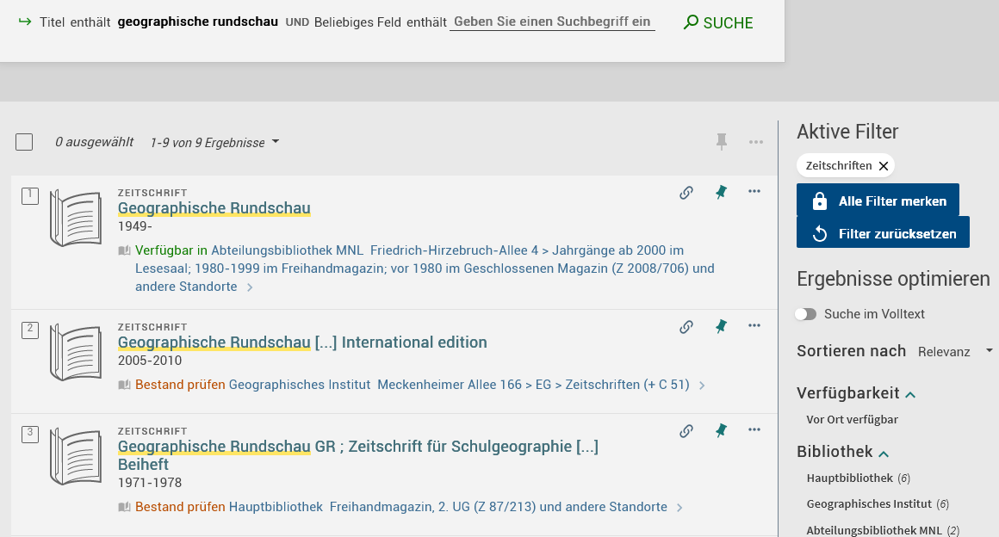 Titel enthält geographische rundschau UND Beliebiges Feld enthält Geben Sie einen Suchbegriff ein SUCHE
0 ausgewählt 1-9 von 9 Ergebnisse
1
ZEITSCHRIFT
Geographische Rundschau
1949-
Verfügbar in Abteilungsbibliothek MNL Friedrich-Hirzebruch-Allee 4 > Jahrgänge ab 2000 im
Lesesaal; 1980-1999 im Freihandmagazin; vor 1980 im Geschlossenen Magazin (Z 2008/706) und
andere Standorte
2
ZEITSCHRIFT
Geographische Rundschau [...] International edition
2005-2010
Bestand prüfen Geographisches Institut Meckenheimer Allee 166 > EG > Zeitschriften (+ C 51)
3
ZEITSCHRIFT
Geographische Rundschau GR ; Zeitschrift für Schulgeographie [...]
Beiheft
1971-1978
Bestand prüfen Hauptbibliothek Freihandmagazin, 2. UG (Z 87/213) und andere Standorte
Aktive Filter
Zeitschriften
Alle Filter merken
Filter zurücksetzen
Ergebnisse optimieren
Suche im Volltext
Sortieren nach Relevanz
Verfügbarkeit
Vor Ort verfügbar
Bibliothek
Hauptbibliothek (6)
Geographisches Institut (6)
Abteilungsbibliothek MNL (2)